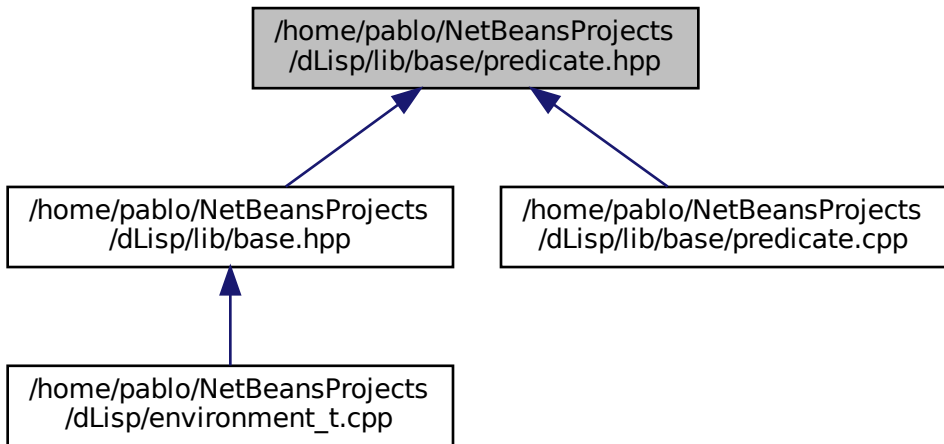 /home/pablo/NetBeansProjects
/dLisp/lib/base/predicate.hpp
/home/pablo/NetBeansProjects
/dLisp/lib/base.hpp
/home/pablo/NetBeansProjects
/dLisp/lib/base/predicate.cpp
/home/pablo/NetBeansProjects
/dLisp/environment_t.cpp